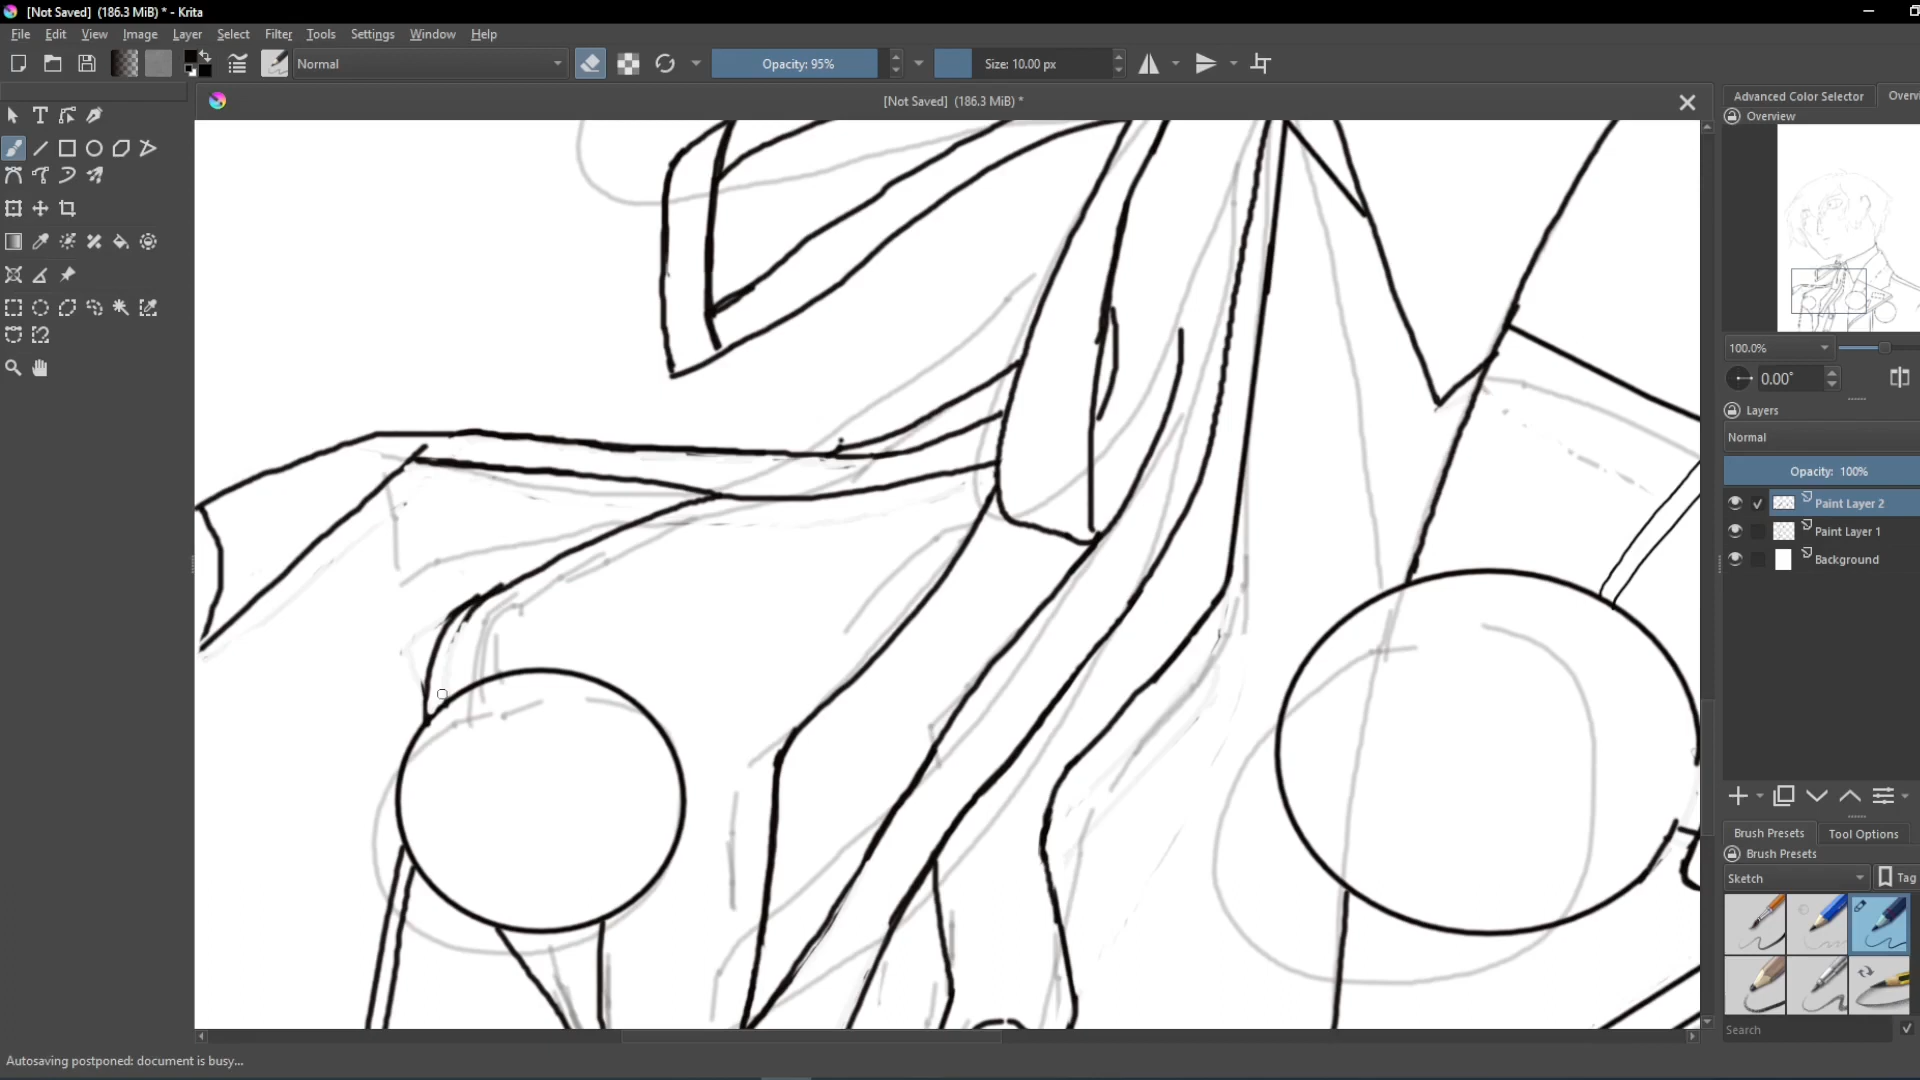 [Not Saved]  (186.3 MiB) * - Krita
File Edit View Image Layer Select Filter Tools Settings Window Help
Normal
Opacity: 95%
Size: 10.00 px
[Not Saved]  (186.3 MiB) *
Advanced Color Selector
Overvi
Overview
100.0%
0.00°
Layers
Normal
Opacity:  100%
Paint Layer 2
Paint Layer 1
Background
Brush Presets
Tool Options
Brush Presets
Sketch
Tag
Search
Autosaving postponed: document is busy...